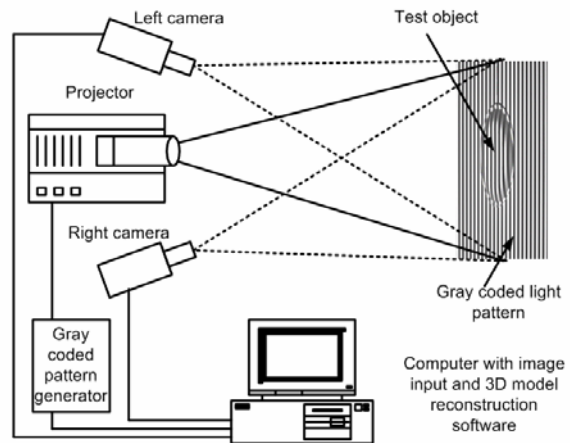 Left camera
Test object
Projector
Right camera
Gray coded light
pattern
Gray
coded
pattern
generator
Computer with image
input and 3D model
reconstruction
software